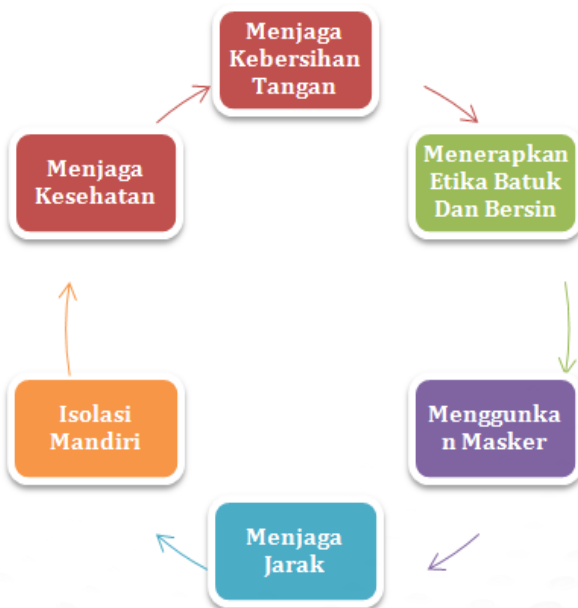 Menjaga
Kebersihan
Tangan
Menerapkan
Etika Batuk
Dan Bersin
Menggunka
n Masker
Menjaga
Jarak
Isolasi
Mandiri
Menjaga
Kesehatan